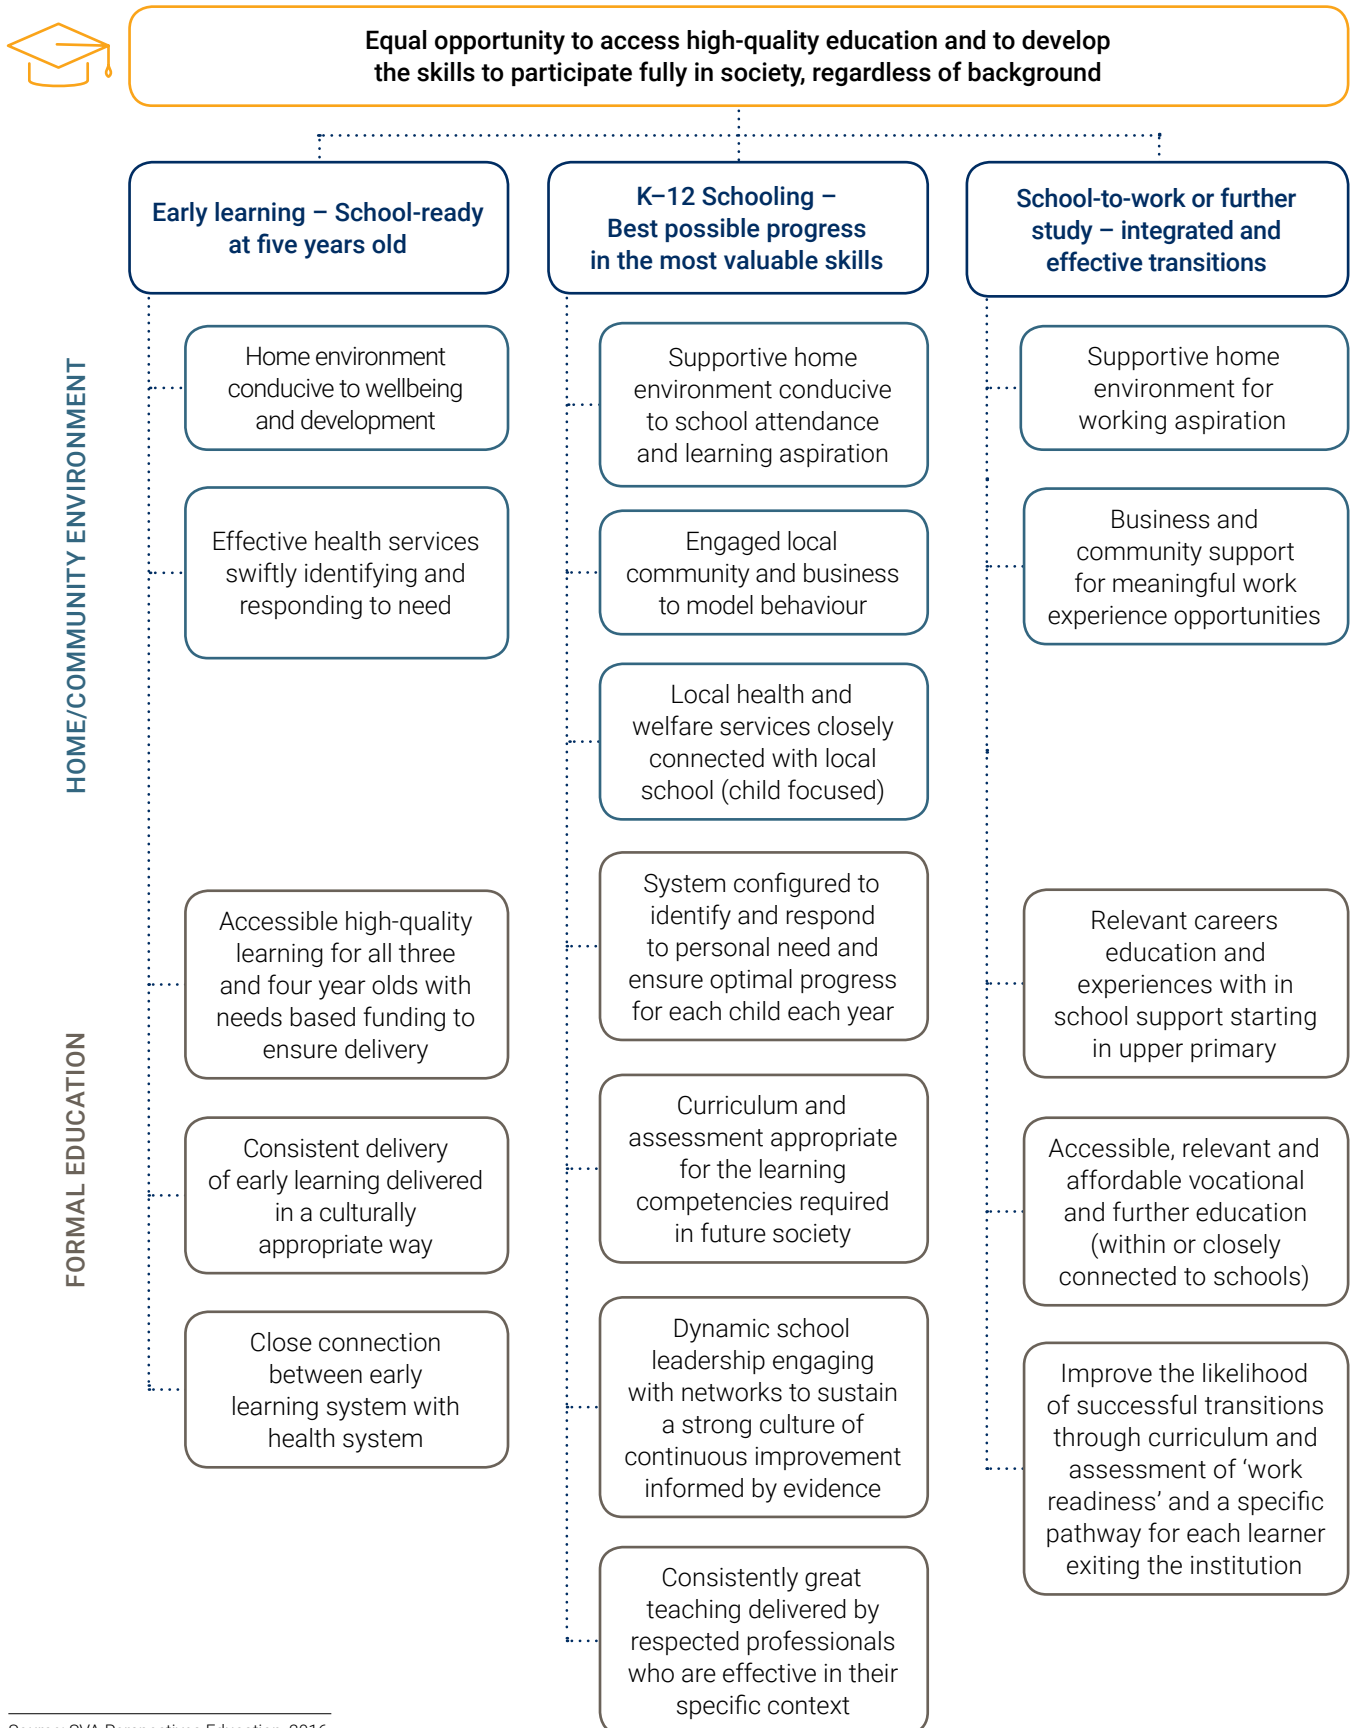 Equal opportunity to access high-quality education and to develop
the skills to participate fully in society, regardless of background
Early learning – School-ready
at five years old
K–12 Schooling –
Best possible progress
in the most valuable skills
School-to-work or further
study – integrated and
effective transitions
HOME/COMMUNITY ENVIRONMENT
Home environment
conducive to wellbeing
and development
Effective health services
swiftly identifying and
responding to need
Supportive home
environment conducive
to school attendance
and learning aspiration
Engaged local
community and business
to model behaviour
Local health and
welfare services closely
connected with local
school (child focused)
Supportive home
environment for
working aspiration
Business and
community support
for meaningful work
experience opportunities
FORMAL EDUCATION
Accessible high-quality
learning for all three
and four year olds with
needs based funding to
ensure delivery
Consistent delivery
of early learning delivered
in a culturally
appropriate way
Close connection
between early
learning system with
health system
System configured to
identify and respond
to personal need and
ensure optimal progress
for each child each year
Curriculum and
assessment appropriate
for the learning
competencies required
in future society
Dynamic school
leadership engaging
with networks to sustain
a strong culture of
continuous improvement
informed by evidence
Consistently great
teaching delivered by
respected professionals
who are effective in their
specific context
Relevant careers
education and
experiences with in
school support starting
in upper primary
Accessible, relevant and
affordable vocational
and further education
(within or closely
connected to schools)
Improve the likelihood
of successful transitions
through curriculum and
assessment of ‘work
readiness’ and a specific
pathway for each learner
exiting the institution
Source: SVA Perspectives Education, 2016